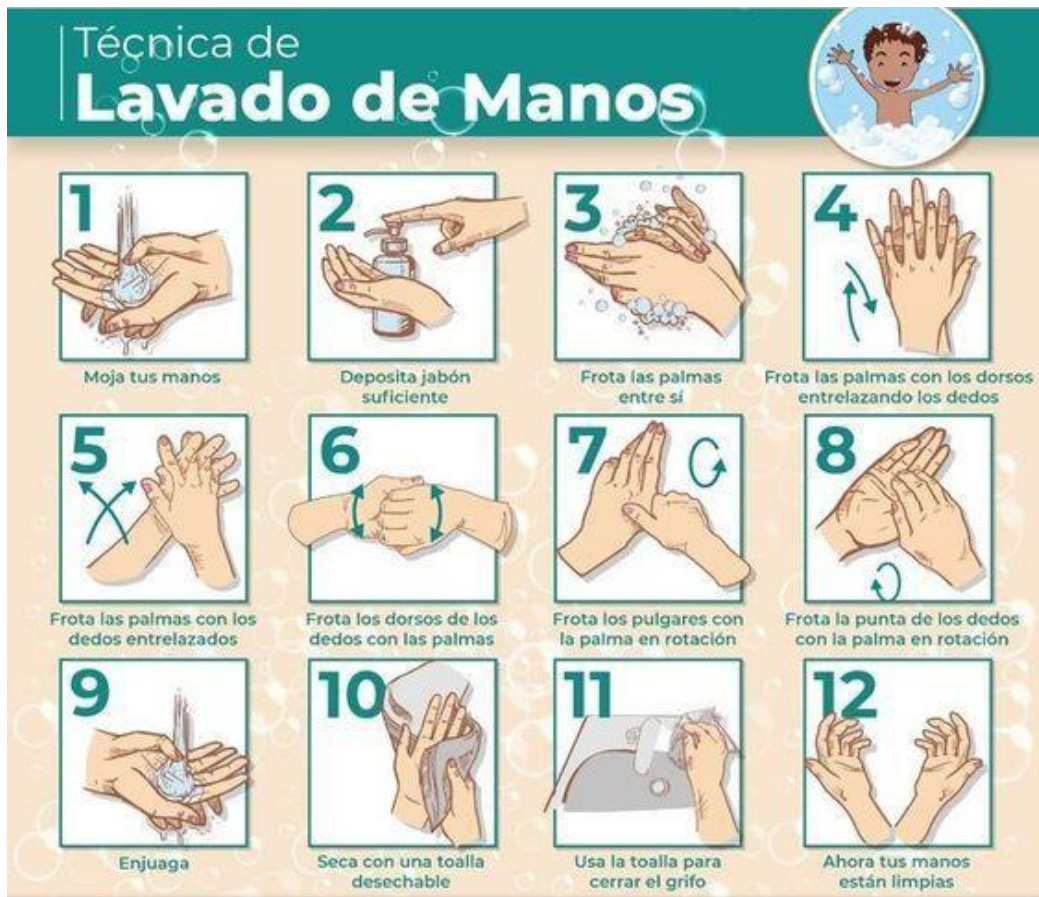 Técnica de
Lavado de Manos
1
Moja tus manos
2
Deposita jabón
suficiente
3
Frota las palmas
entre sí
4
Frota las palmas con los dorsos
entrelazando los dedos
5
Frota las palmas con los
dedos entrelazados
6
Frota los dorsos de los
dedos con las palmas
7
Frota los pulgares con
la palma en rotación
8
Frota la punta de los dedos
con la palma en rotación
9
Enjuaga
10
Seca con una toalla
desechable
11
Usa la toalla para
cerrar el grifo
12
Ahora tus manos
están limpias